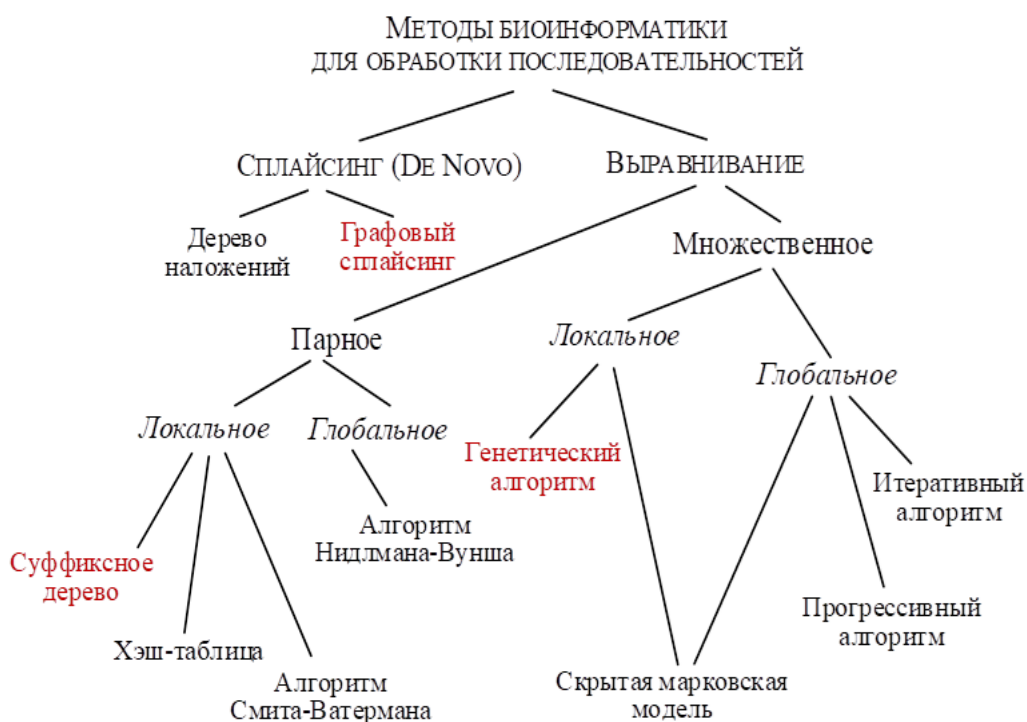 МЕТОДЫ БИОИНФОРМАТИКИ
ДЛЯ ОБРАБОТКИ ПОСЛЕДОВАТЕЛЬНОСТЕЙ
СПЛАЙСИНГ (DE NOVO)
ВЫРАВНИВАНИЕ
Дерево
наложений
Графовый
сплайсинг
Множественное
Парное
Локальное
Глобальное
Локальное
Глобальное
Генетический
алгоритм
Итеративный
алгоритм
Алгоритм
Нидлмана-Вунша
Суффиксное
дерево
Прогрессивный
алгоритм
Хэш-таблица
Алгоритм
Смита-Ватермана
Скрытая марковская
модель